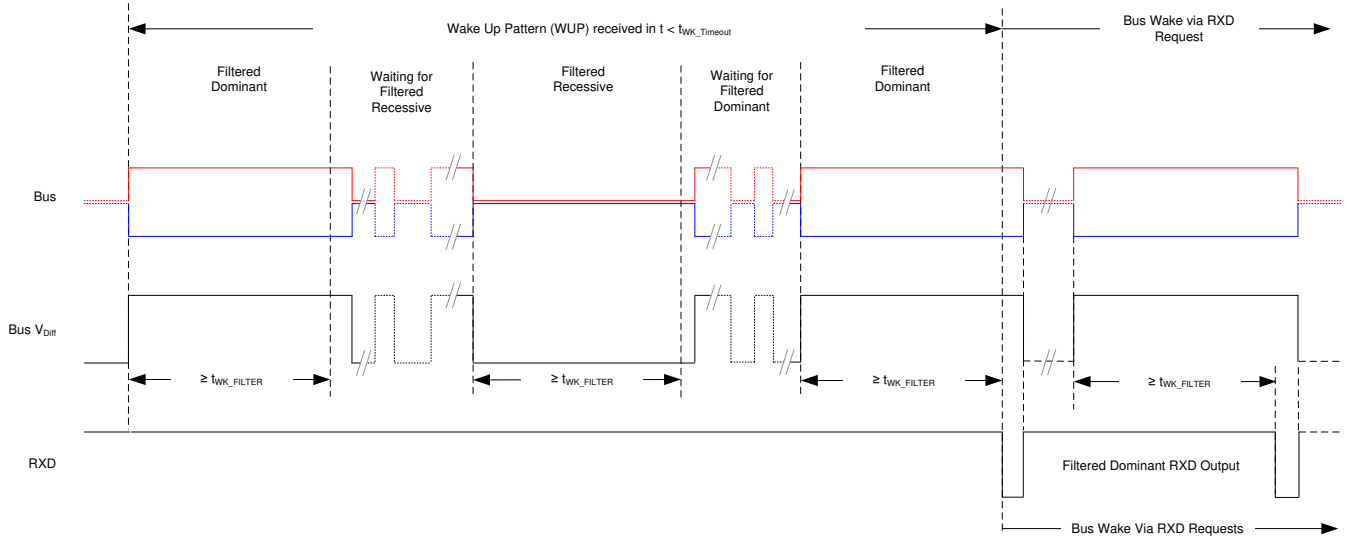 Wake Up Pattern (WUP) received in t < tWK_Timeout
Bus Wake via RXD
Request
Filtered
Dominant
Waiting for
Filtered
Recessive
Filtered
Recessive
Waiting for
Filtered
Dominant
Filtered
Dominant
Bus
Bus VDiff
≥ tWK_FILTER
≥ tWK_FILTER
≥ tWK_FILTER
≥ tWK_FILTER
RXD
Filtered Dominant RXD Output
Bus Wake Via RXD Requests